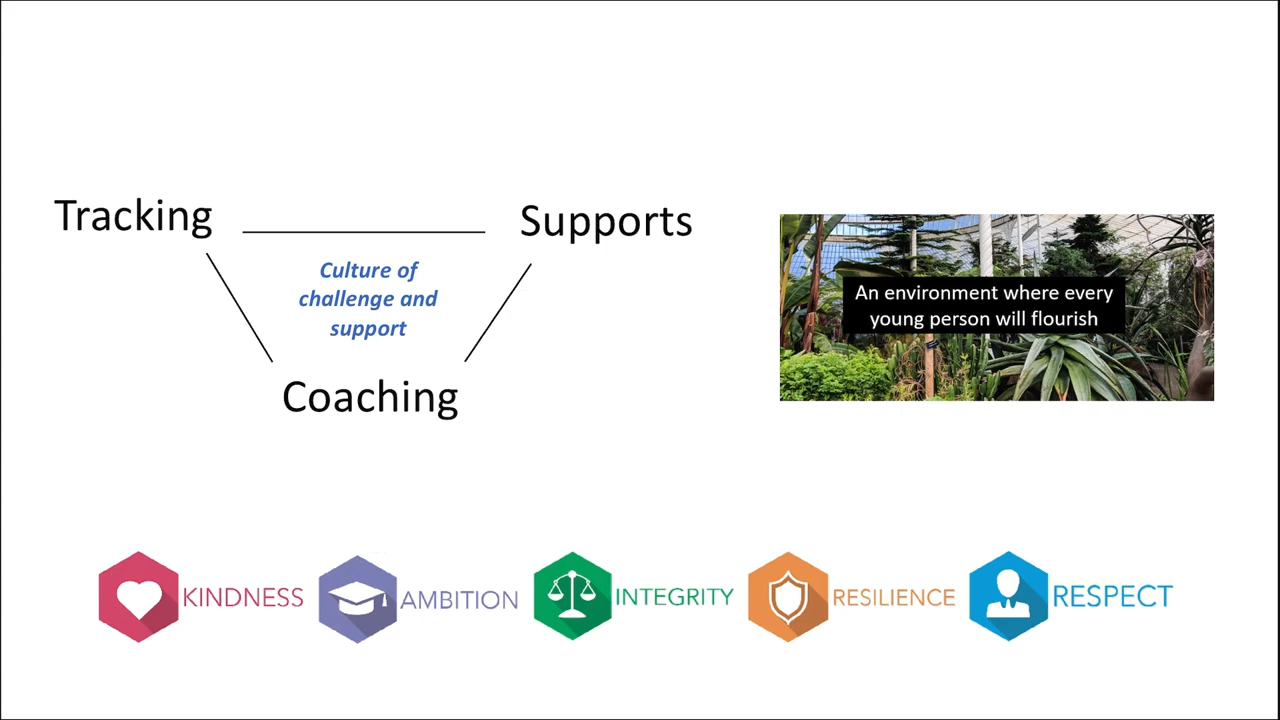 Tracking
Supports
Culture of
challenge and
support
Coaching
An environment where every
young person will flourish
KINDNESS
AMBITION
INTEGRITY
RESILIENCE
RESPECT